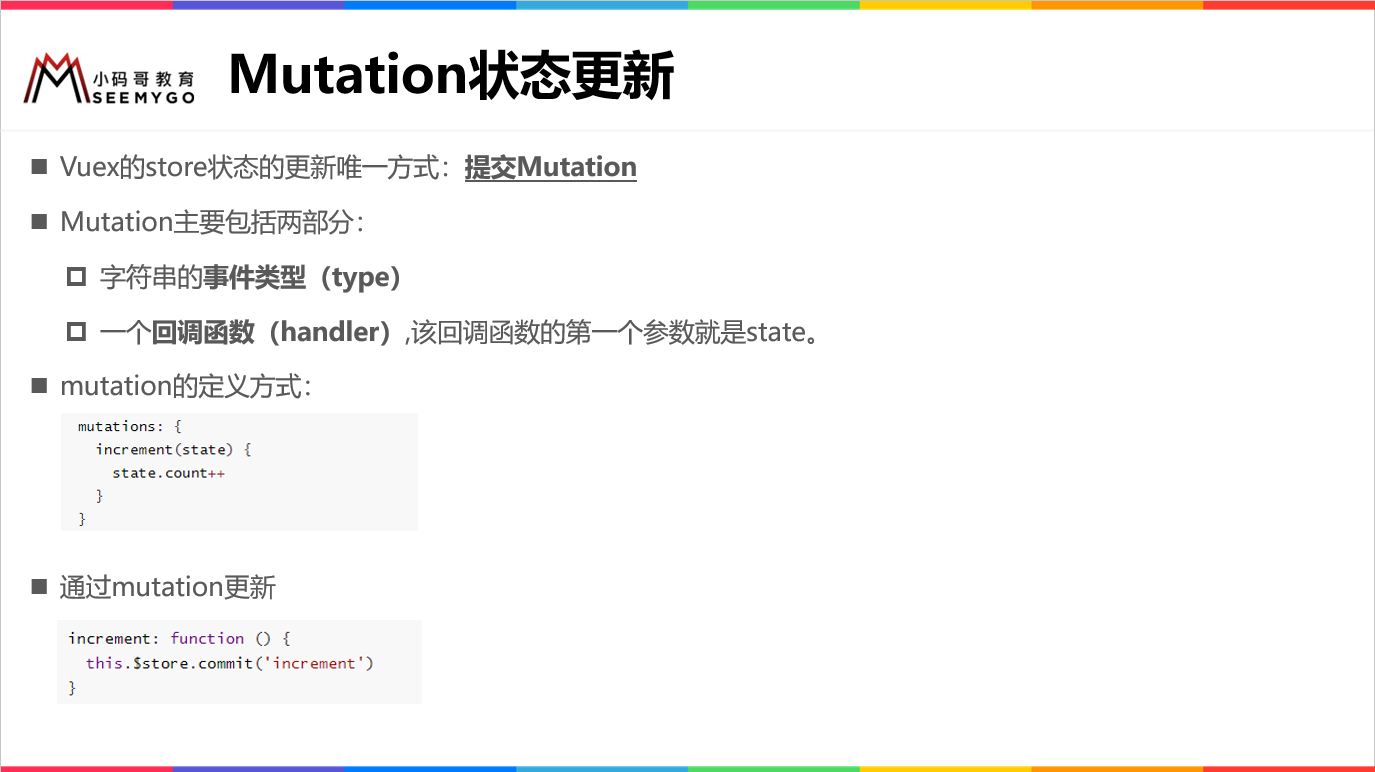 小码哥教育
SEEMYGO
Mutation状态更新
Vuex的store状态的更新唯一方式：提交Mutation
Mutation主要包括两部分：
字符串的事件类型（type）
一个回调函数（handler）,该回调函数的第一个参数就是state。
mutation的定义方式：
mutations: {
  increment(state) {
    state.count++
  }
}
通过mutation更新
increment: function () {
  this.$store.commit('increment')
}